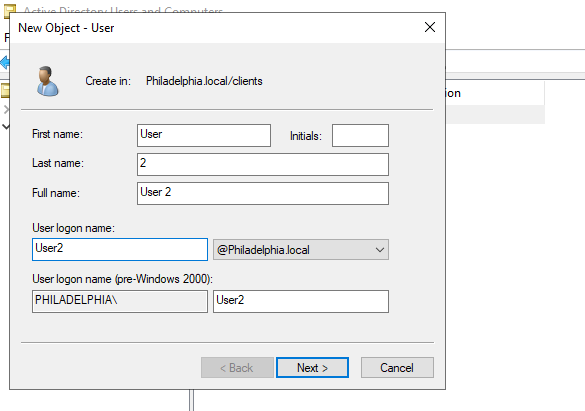 Active Directory Users and Computers
New Object - User
Create in: Philadelphia.local/clients
First name: User Initials:
Last name: 2
Full name: User 2
User logon name:
User2 @Philadelphia.local
User logon name (pre-Windows 2000):
PHILADELPHIA\ User2
< Back Next > Cancel